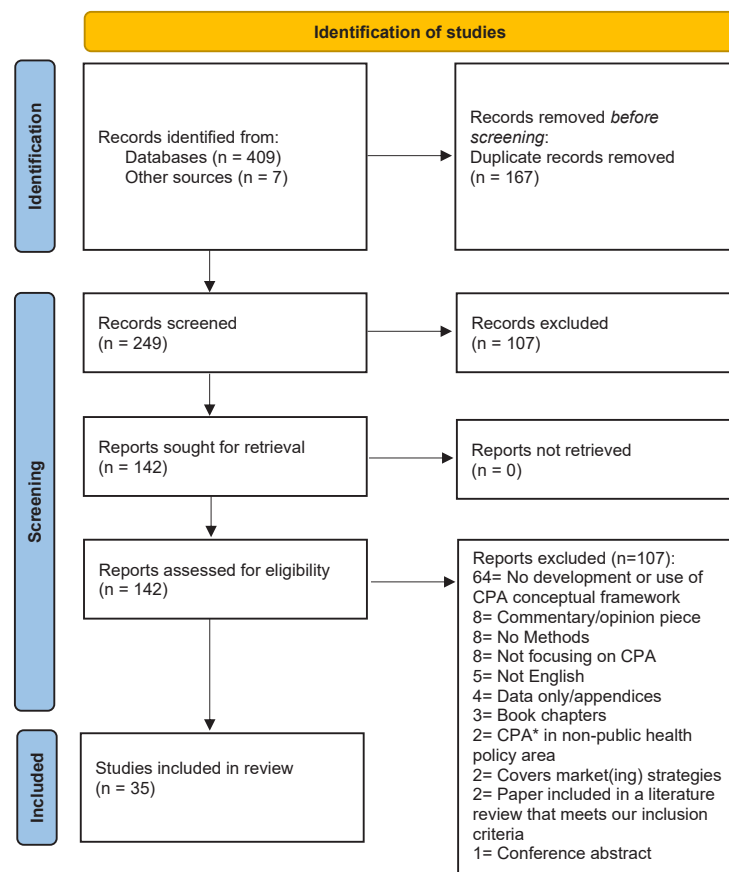 Identification of studies
Identification
Records identified from:
Databases (n = 409)
Other sources (n = 7)
Records removed before
screening:
Duplicate records removed
(n = 167)
Screening
Records screened
(n = 249)
Records excluded
(n = 107)
Reports sought for retrieval
(n = 142)
Reports not retrieved
(n = 0)
Reports assessed for eligibility
(n = 142)
Reports excluded (n=107):
64= No development or use of
CPA conceptual framework
8= Commentary/opinion piece
8= No Methods
8= Not focusing on CPA
5= Not English
4= Data only/appendices
3= Book chapters
2= CPA* in non-public health
policy area
2= Covers market(ing) strategies
2= Paper included in a literature
review that meets our inclusion
criteria
1= Conference abstract
Included
Studies included in review
(n = 35)